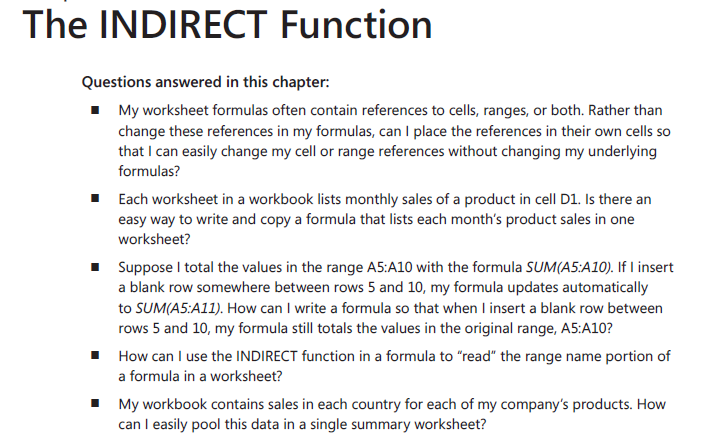 The INDIRECT Function
Questions answered in this chapter:
■ My worksheet formulas often contain references to cells, ranges, or both. Rather than
change these references in my formulas, can I place the references in their own cells so
that I can easily change my cell or range references without changing my underlying
formulas?
■ Each worksheet in a workbook lists monthly sales of a product in cell D1. Is there an
easy way to write and copy a formula that lists each month's product sales in one
worksheet?
■ Suppose I total the values in the range A5:A10 with the formula SUM(A5:A10). If I insert
a blank row somewhere between rows 5 and 10, my formula updates automatically
to SUM(A5:A11). How can I write a formula so that when I insert a blank row between
rows 5 and 10, my formula still totals the values in the original range, A5:A10?
■ How can I use the INDIRECT function in a formula to “read” the range name portion of
a formula in a worksheet?
■ My workbook contains sales in each country for each of my company's products. How
can I easily pool this data in a single summary worksheet?